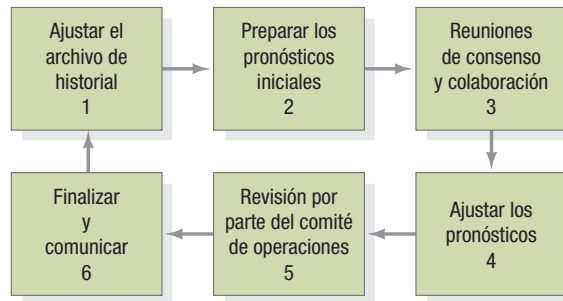 Ajustar el
archivo de
historial
1
Preparar los
pronósticos
iniciales
2
Reuniones
de consenso
y colaboración
3
Ajustar los
pronósticos
4
Revisión por
parte del comité
de operaciones
5
Finalizar
y
comunicar
6